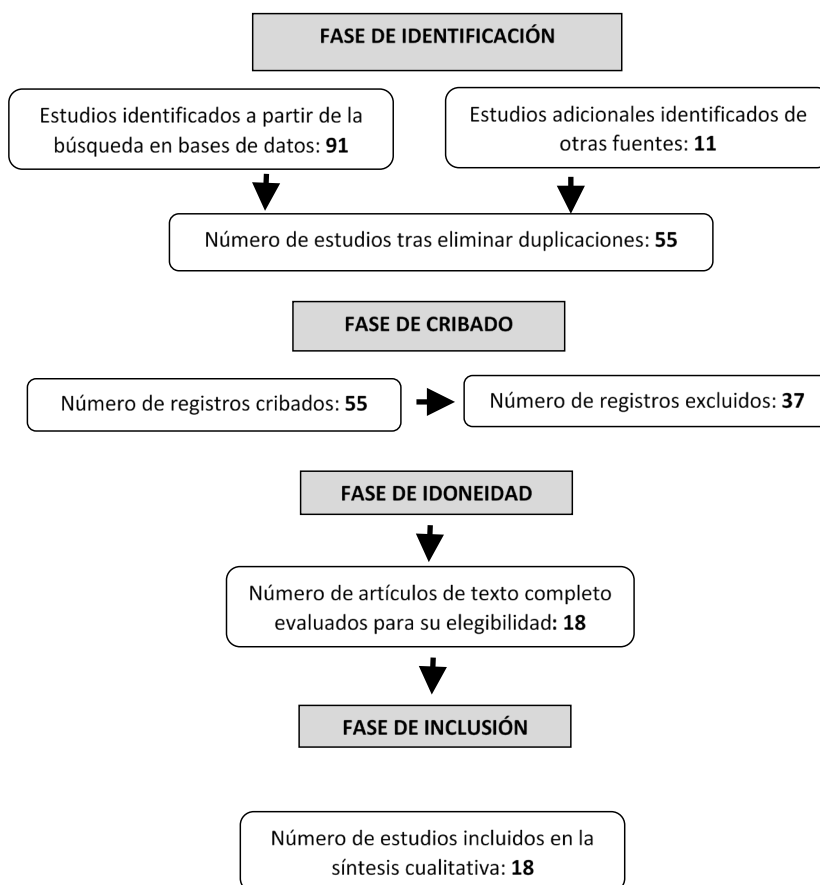 FASE DE IDENTIFICACIÓN
Estudios identificados a partir de la
búsqueda en bases de datos: 91
Estudios adicionales identificados de
otras fuentes: 11
Número de estudios tras eliminar duplicaciones: 55
FASE DE CRIBADO
Número de registros cribados: 55
Número de registros excluidos: 37
FASE DE IDONEIDAD
Número de artículos de texto completo
evaluados para su elegibilidad: 18
FASE DE INCLUSIÓN
Número de estudios incluidos en la
síntesis cualitativa: 18